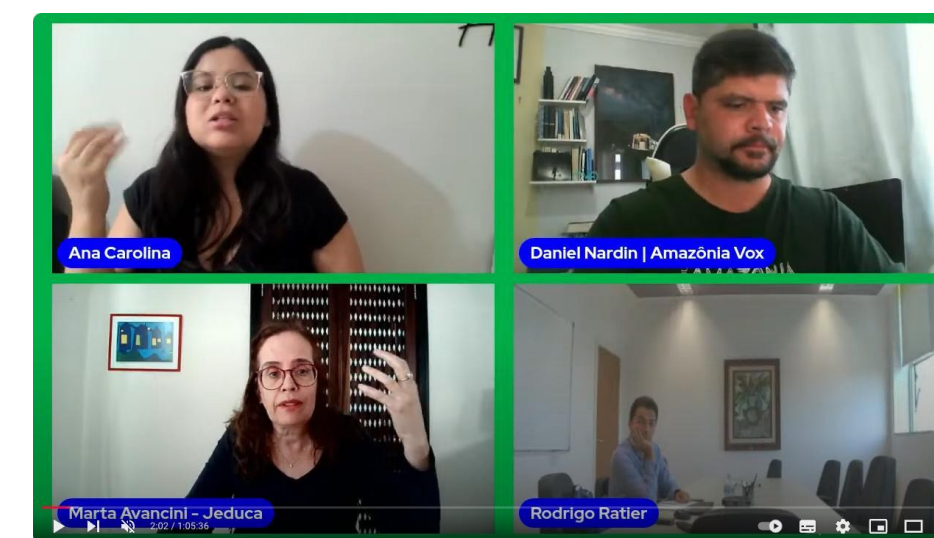 Ana Carolina
Daniel Nardin | Amazônia Vox
Marta Avancini - Jeduca
Rodrigo Ratier
2:02 / 1:05:36